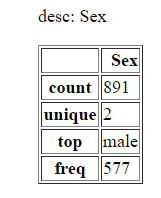 desc: Sex
Sex
count 891
unique 2
top male
freq 577